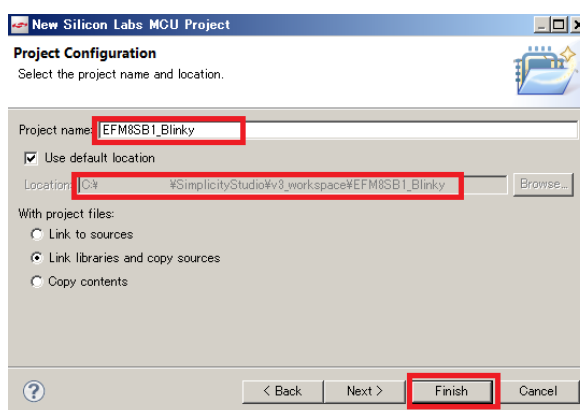 New Silicon Labs MCU Project
Project Configuration
Select the project name and location.
Project name: EFM8SB1_Blinky
Use default location
Location: C:¥ ¥SimplicityStudio¥v3_workspace¥EFM8SB1_Blinky Browse...
With project files:
Link to sources
Link libraries and copy sources
Copy contents
? < Back Next > Finish Cancel